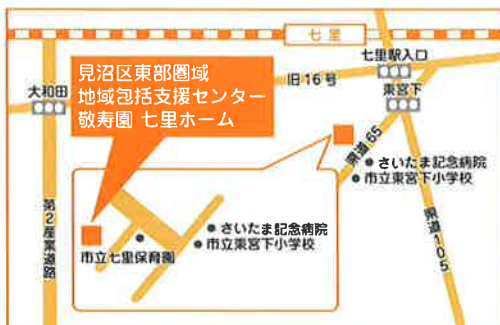 七里
七里駅入口
旧16号
大和田
東宮下
見沼区東部圏域
地域包括支援センター
敬寿園 七里ホーム
県道65
さいたま記念病院
市立東宮下小学校
第2産業道路
県道105
さいたま記念病院
市立東宮下小学校
市立七里保育園